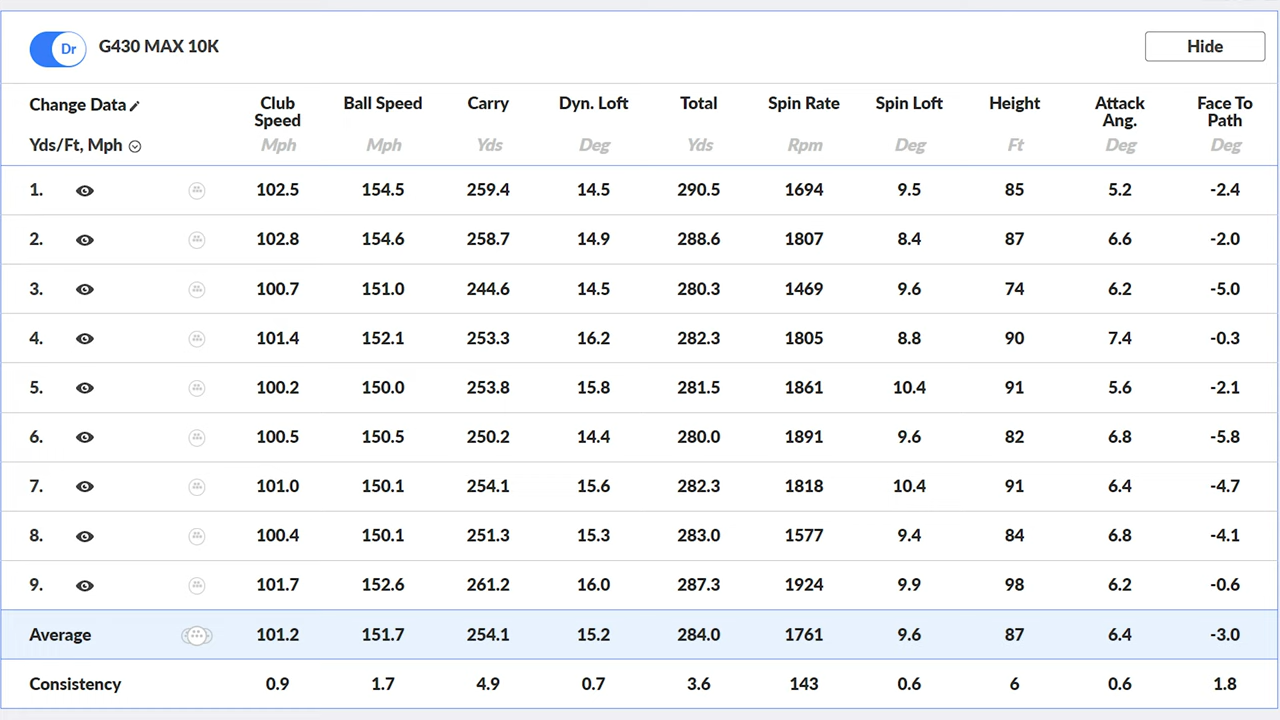 Dr G430 MAX 10K Hide
Change Data Club Speed Ball Speed Carry Dyn. Loft Total Spin Rate Spin Loft Height Attack Ang. Face To Path
Yds/Ft, Mph Mph Mph Yds Deg Yds Rpm Deg Ft Deg Deg
1. 102.5 154.5 259.4 14.5 290.5 1694 9.5 85 5.2 -2.4
2. 102.8 154.6 258.7 14.9 288.6 1807 8.4 87 6.6 -2.0
3. 100.7 151.0 244.6 14.5 280.3 1469 9.6 74 6.2 -5.0
4. 101.4 152.1 253.3 16.2 282.3 1805 8.8 90 7.4 -0.3
5. 100.2 150.0 253.8 15.8 281.5 1861 10.4 91 5.6 -2.1
6. 100.5 150.5 250.2 14.4 280.0 1891 9.6 82 6.8 -5.8
7. 101.0 150.1 254.1 15.6 282.3 1818 10.4 91 6.4 -4.7
8. 100.4 150.1 251.3 15.3 283.0 1577 9.4 84 6.8 -4.1
9. 101.7 152.6 261.2 16.0 287.3 1924 9.9 98 6.2 -0.6
Average 101.2 151.7 254.1 15.2 284.0 1761 9.6 87 6.4 -3.0
Consistency 0.9 1.7 4.9 0.7 3.6 143 0.6 6 0.6 1.8